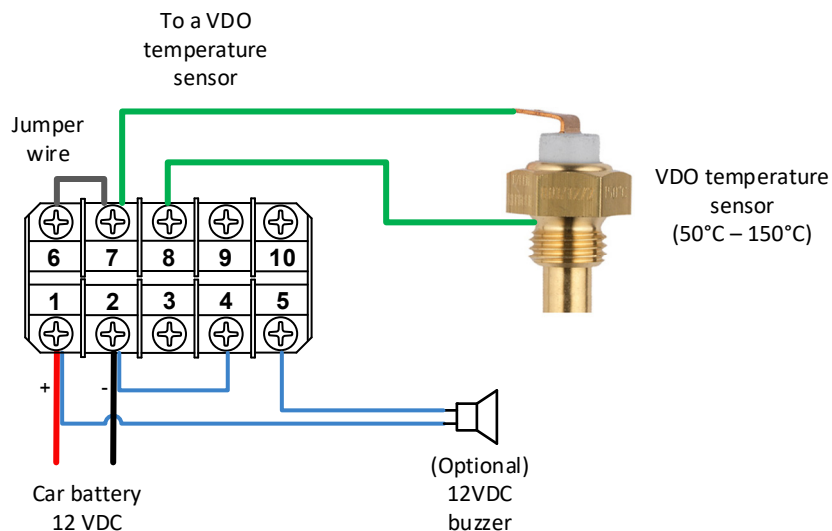 To a VDO
temperature
sensor
Jumper
wire
VDO temperature
sensor
(50°C – 150°C)
6 7 8 9 10
1 2 3 4 5
+ -
Car battery
12 VDC
(Optional)
12VDC
buzzer